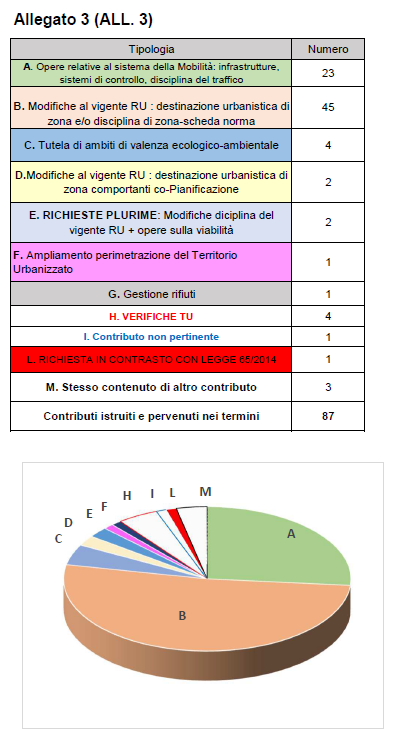 Allegato 3 (ALL. 3)
Tipologia Numero
A. Opere relative al sistema della Mobilità: infrastrutture,
sistemi di controllo, disciplina del traffico 23
B. Modifiche al vigente RU : destinazione urbanistica di
zona e/o disciplina di zona-scheda norma 45
C. Tutela di ambiti di valenza ecologico-ambientale 4
D.Modifiche al vigente RU : destinazione urbanistica di
zona comportanti co-Pianificazione 2
E. RICHIESTE PLURIME: Modifiche diciplina del
vigente RU + opere sulla viabilità 2
F. Ampliamento perimetrazione del Territorio
Urbanizzato 1
G. Gestione rifiuti 1
H. VERIFICHE TU 4
I. Contributo non pertinente 1
L. RICHIESTA IN CONTRASTO CON LEGGE 65/2014 1
M. Stesso contenuto di altro contributo 3
Contributi istruiti e pervenuti nei termini 87
A
B
C
D
E
F
H
I
L
M